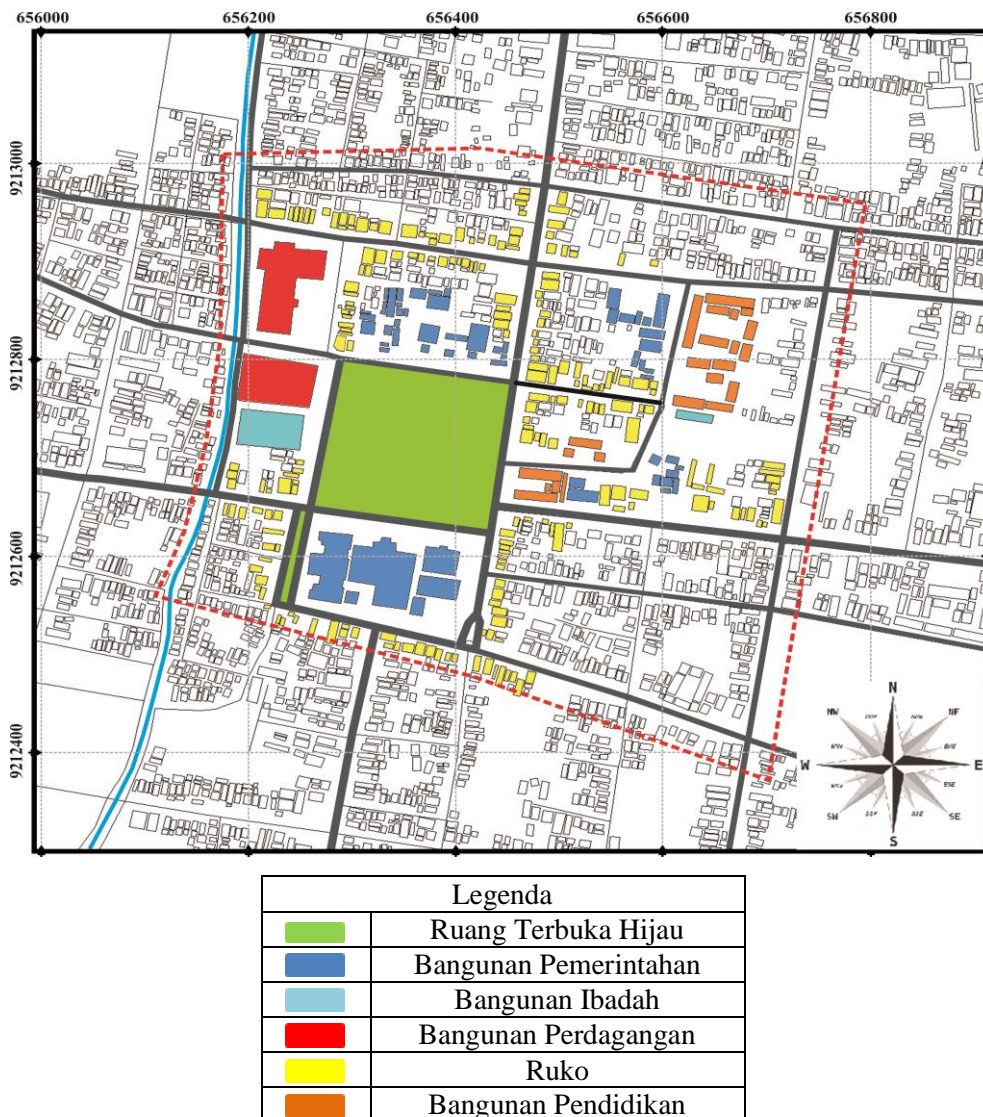 656000 656200 656400 656600 656800
9213000
9212800
9212600
9212400
N
NW NF
W E
SW SE
S
Legenda
Ruang Terbuka Hijau
Bangunan Pemerintahan
Bangunan Ibadah
Bangunan Perdagangan
Ruko
Bangunan Pendidikan